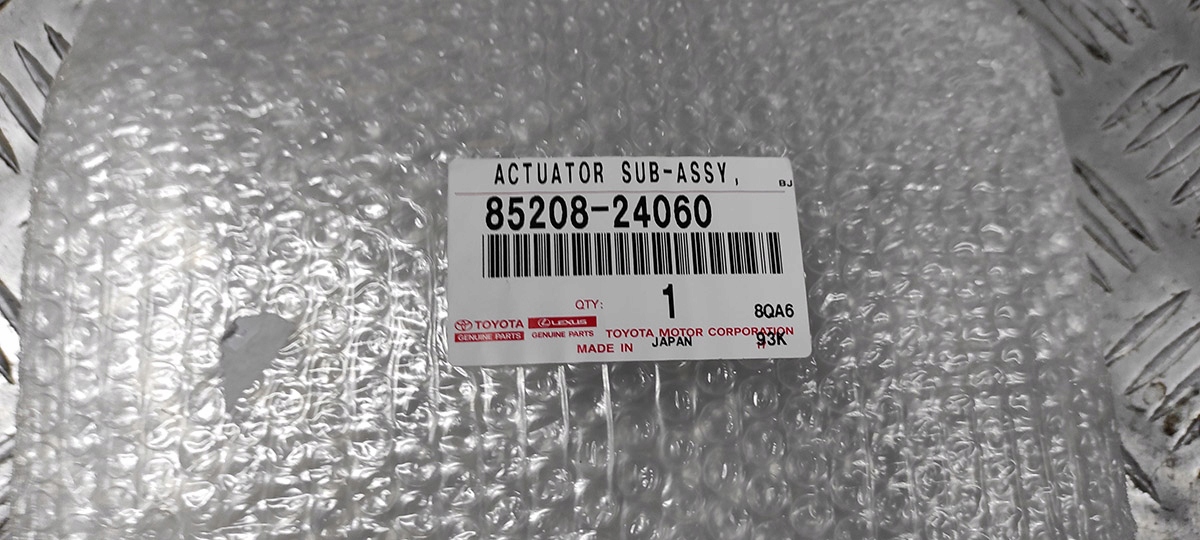 ACTUATOR SUB-ASSY,
BJ
85208-24060
QTY: 1
8QA6
TOYOTA LEXUS
GENUINE PARTS GENUINE PARTS TOYOTA MOTOR CORPORATION
MADE IN JAPAN 93K